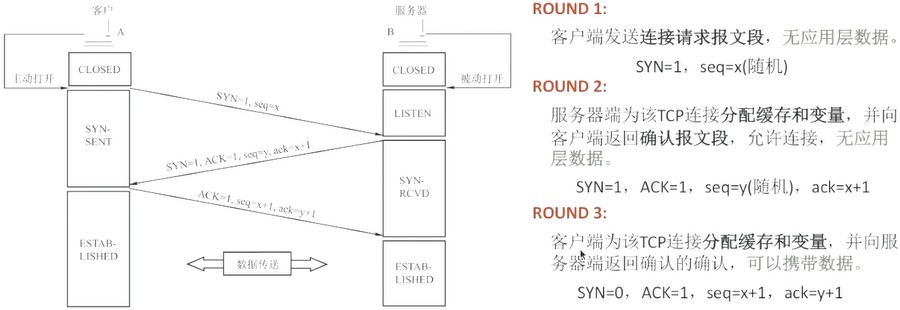 客户
A
主动打开
CLOSED
SYN-
SENT
ESTAB-
LISHED
服务器
B
被动打开
CLOSED
LISTEN
SYN-
RCVD
ESTAB-
LISHED
SYN=1, seq=x
SYN=1, ACK=1, seq=y, ack=x+1
ACK=1, seq=x+1, ack=y+1
数据传送
ROUND 1:
客户端发送连接请求报文段，无应用层数据。
SYN=1，seq=x(随机)
ROUND 2:
服务器端为该TCP连接分配缓存和变量，并向
客户端返回确认报文段，允许连接，无应用
层数据。
SYN=1，ACK=1，seq=y(随机)，ack=x+1
ROUND 3:
客户端为该TCP连接分配缓存和变量，并向服
务器端返回确认的确认，可以携带数据。
SYN=0，ACK=1，seq=x+1，ack=y+1